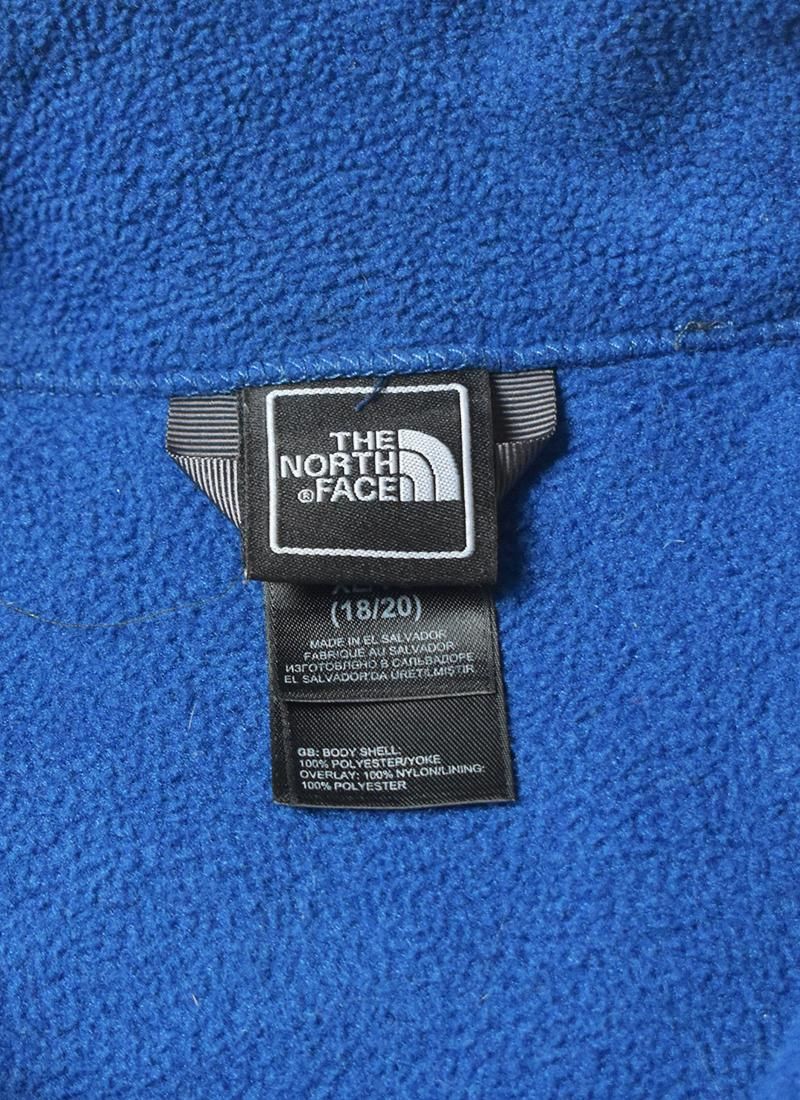 THE
NORTH
®FACE
(18/20)
MADE IN EL SALVADOR
FABRIQUE AU SALVADOR
ИЗГОТОВЛЕНО В САЛЬВАДОРЕ
EL SALVADOR'DA ÜRETİLMİŞTİR
GB: BODY SHELL:
100% POLYESTER/YOKE
OVERLAY: 100% NYLON/LINING:
100% POLYESTER